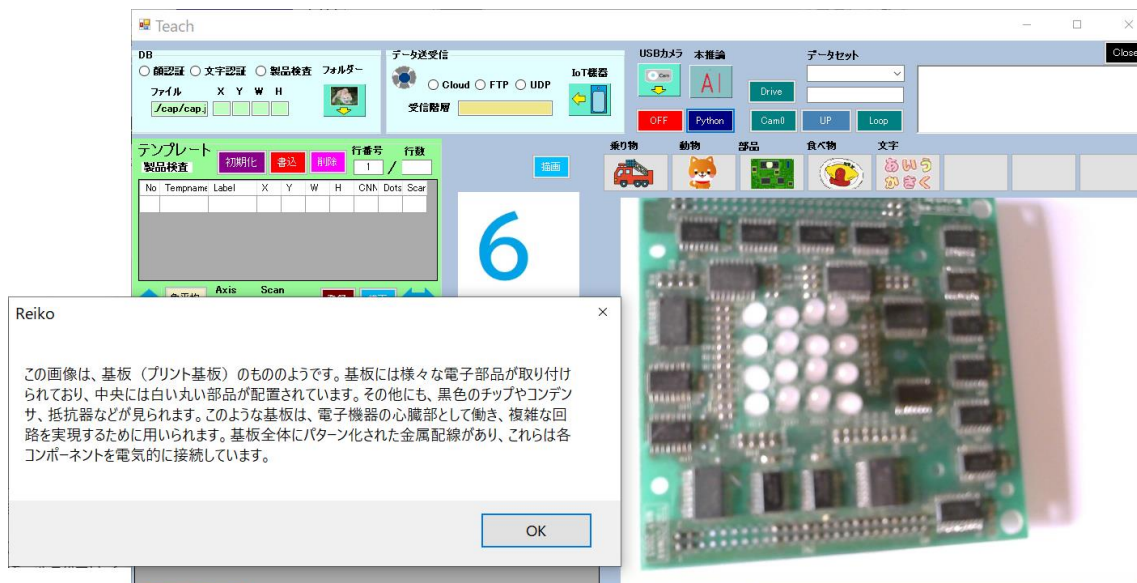 Teach
Close
DB
顔認証 文字認証 製品検査 フォルダー
ファイル X Y W H
/cap/cap.j
データ送受信
Cloud FTP UDP
IoT機器
受信階層
USBカメラ 本推論
Cam
AI
OFF Python
データセット
Drive
Cam0 UP Loop
テンプレート
製品検査
初期化 書込 削除
行番号 行数
1 /
No Tempname Label X Y W H CNN Dots Scan
描画
6
乗り物 動物 部品 食べ物 文字
あいう
かきく
Axis Scan
Reiko
この画像は、基板（プリント基板）のもののようです。基板には様々な電子部品が取り付け
られており、中央には白い丸い部品が配置されています。その他にも、黒色のチップやコンデン
サ、抵抗器などが見られます。このような基板は、電子機器の心臓部として働き、複雑な回
路を実現するために用いられます。基板全体にパターン化された金属配線があり、これらは各
コンポーネントを電気的に接続しています。
OK